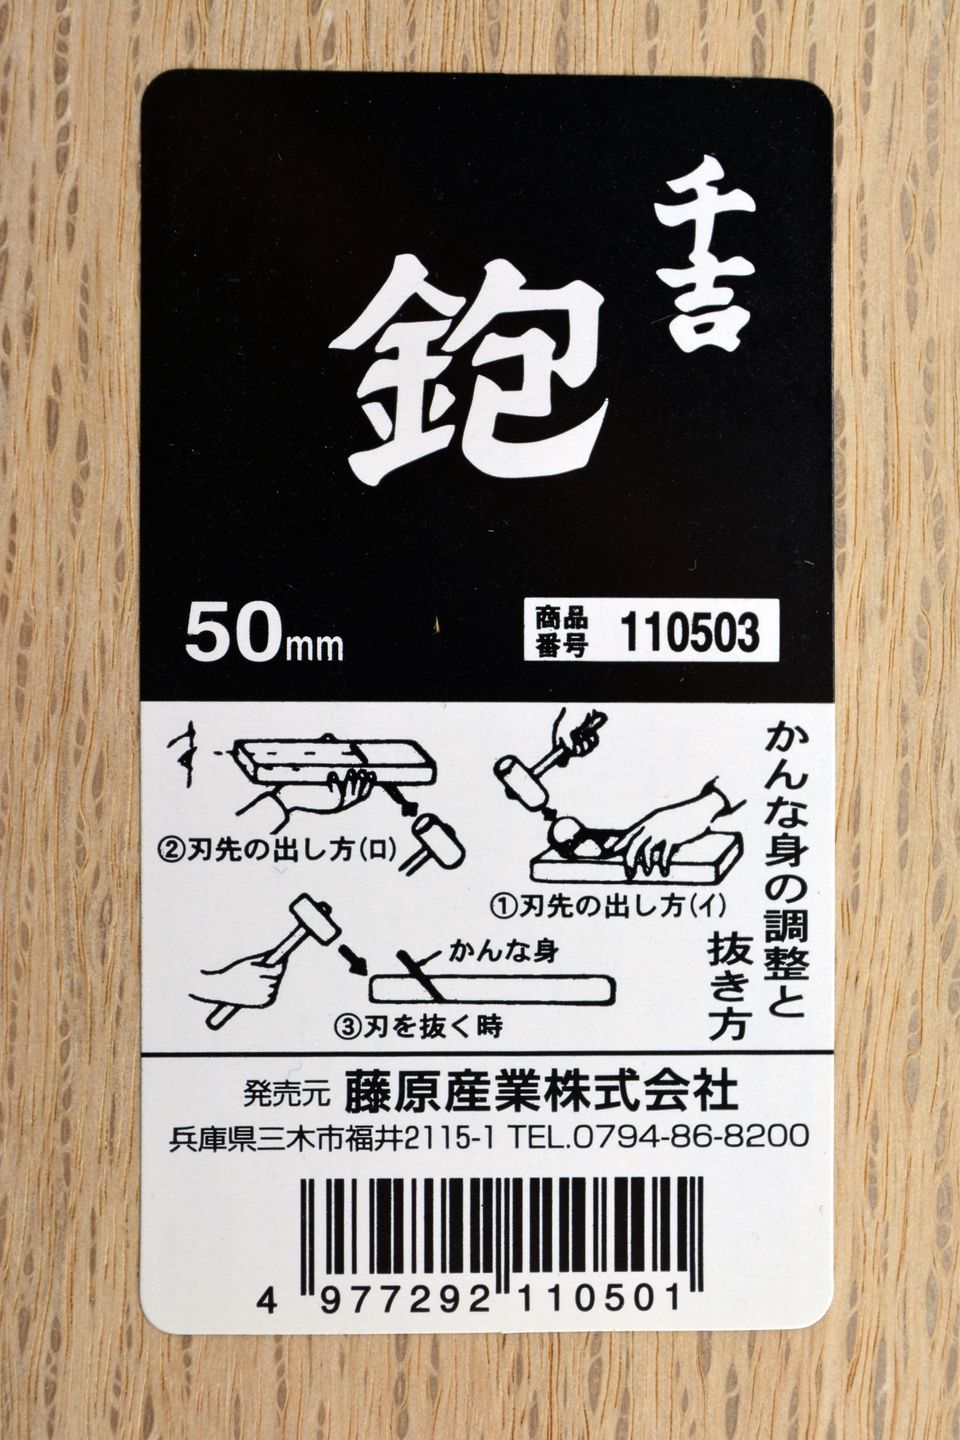 千吉
鉋
50mm
商品番号 110503
かんな身の調整と
抜き方
①刃先の出し方(イ)
②刃先の出し方(ロ)
かんな身
③刃を抜く時
発売元 藤原産業株式会社
兵庫県三木市福井2115-1 TEL.0794-86-8200
4 977292 110501